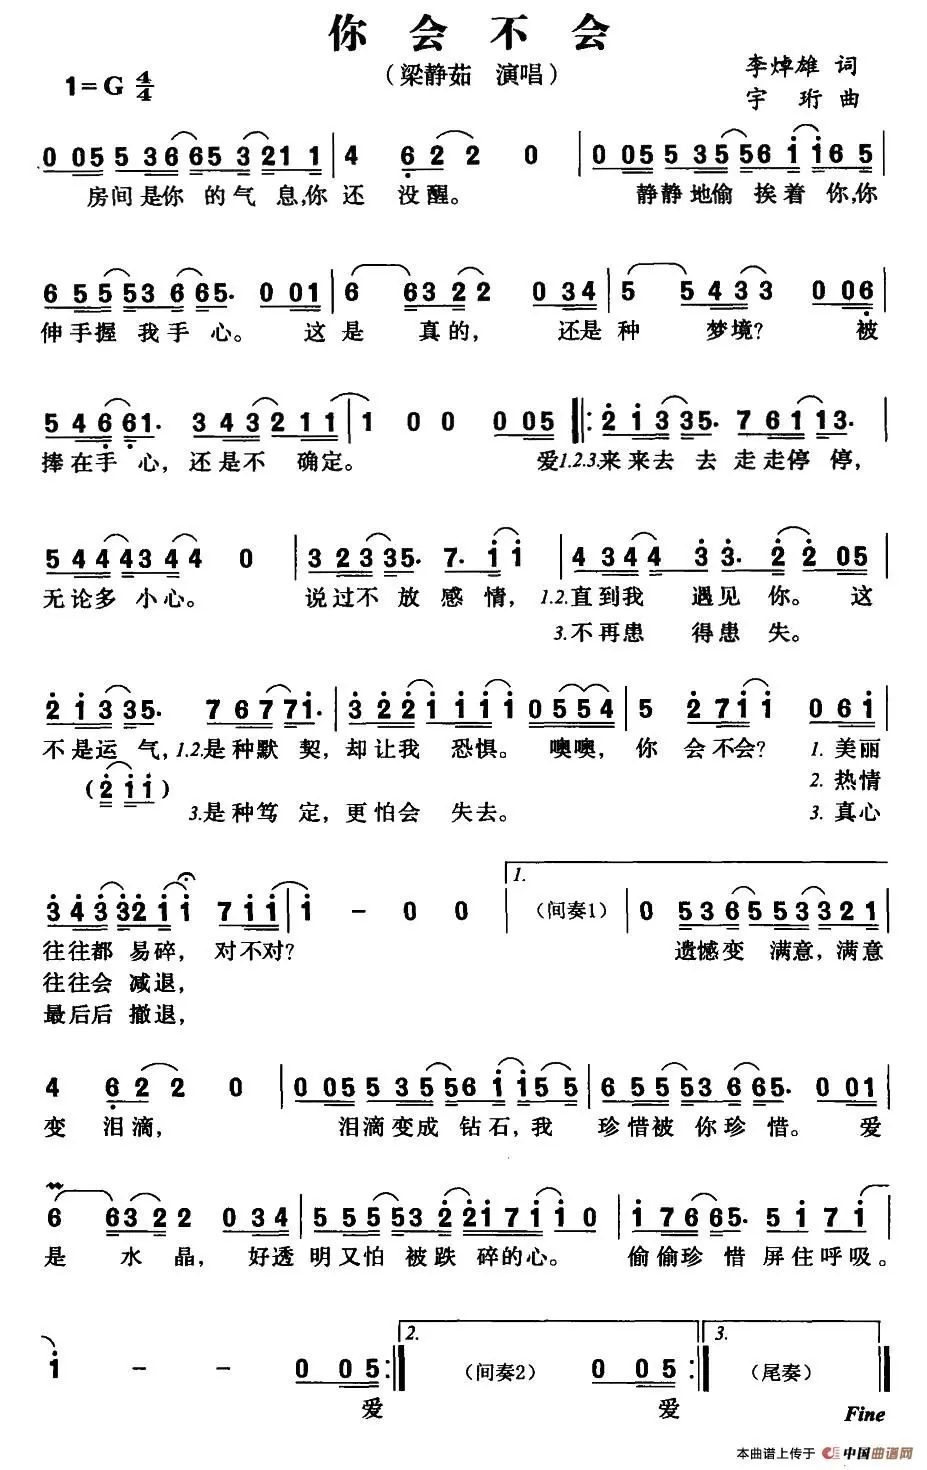 你 会 不 会
（梁静茹 演唱）
李焯雄 词
1=G 4/4
宇 珩 曲
0 05 5 36 65 3 21 1 | 4 6 2 2 0 | 0 05 5 35 56 i i 6 5 |
房间是你 的气 息,你 还 没 醒。 静静地偷 挨着 你,你
6 5 5 53 6 65. 0 01 | 6 63 2 2 0 34 | 5 5 43 3 0 06 |
伸手握 我手 心。 这 是 真的， 还是种 梦境？ 被
5 4 6 61. 3 4 3 21 1 | 1 0 0 0 05 |: 2 i 3 35. 7 6 i i3. |
捧在手 心，还是不 确定。 爱1.2.3.来来去 去 走走停 停，
5 4 4 43 4 4 0 | 3 2 3 35. 7. i i | 4 34 4 3 3. 2 2 05 |
无论多 小心。 说过不 放 感 情，1.2.直到我 遇见 你。 这
3.不再患 得患 失。
2 i 3 35. 7 6 7 7i. | 3 2 2 i i i i 0 5 5 4 | 5 2 7 i i 0 6 i |
不是运 气，1.2.是种默 契，却让我 恐惧。 噢噢， 你 会 不会？ 1. 美丽
（2 i i） 2. 热情
3.是种笃 定，更怕会 失去。 3. 真心
3 4 3 32 i i 7 i i | i - 0 0 | 1.（间奏1） | 0 5 3 6 5 5 3 3 2 1 |
往往都 易碎，对不对？ 遗憾变 满意，满意
往往会 减退，
最后后 撤退，
4 6 2 2 0 | 0 05 5 35 56 i i 5 5 | 6 5 5 53 6 65. 0 01 |
变 泪滴， 泪滴变成 钻石，我 珍惜被 你珍 惜。 爱
6 63 2 2 0 34 | 5 5 5 53 2 2 i 7 i i 0 | i 7 6 65. 5 i 7 i |
是 水 晶， 好透 明又怕 被跌 碎的心。 偷偷珍 惜屏住呼吸。
i - - 0 0 5 :| 2.（间奏2） 0 0 5 :| 3.（尾奏） ||
爱 爱 Fine
本曲谱上传于 中国曲谱网